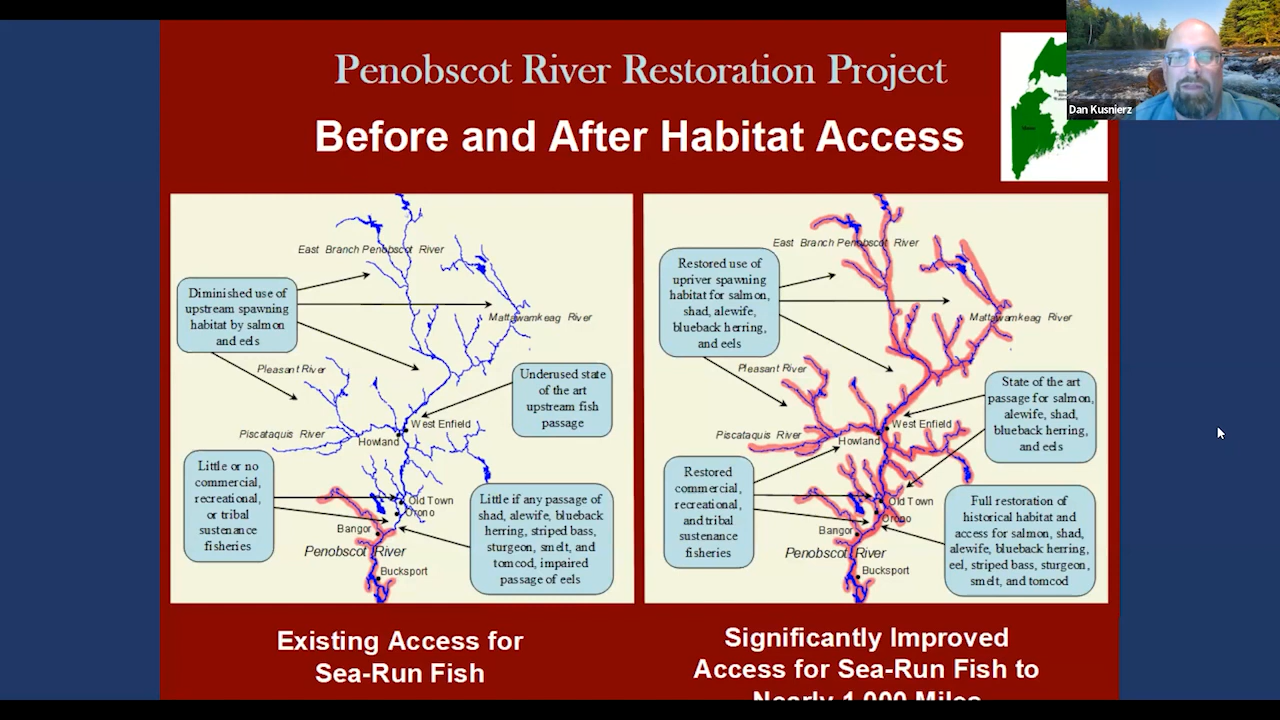 Penobscot River Restoration Project
Before and After Habitat Access
Dan Kusnierz
East Branch Penobscot River
Diminished use of
upstream spawning
habitat by salmon
and eels
Mattawamkeag River
Pleasant River
Underused state
of the art
upstream fish
passage
West Enfield
Piscataquis River
Howland
Little or no
commercial,
recreational,
or tribal
sustenance
fisheries
Old Town
Orono
Bangor
Little if any passage of
shad, alewife, blueback
herring, striped bass,
sturgeon, smelt, and
tomcod, impaired
passage of eels
Penobscot River
Bucksport
Existing Access for
Sea-Run Fish
East Branch Penobscot River
Restored use of
upriver spawning
habitat for salmon,
shad, alewife,
blueback herring,
and eels
Mattawamkeag River
Pleasant River
State of the art
passage for salmon,
alewife, shad,
blueback herring,
and eels
West Enfield
Piscataquis River
Howland
Restored
commercial,
recreational,
and tribal
sustenance
fisheries
Old Town
Orono
Bangor
Full restoration of
historical habitat and
access for salmon, shad,
alewife, blueback herring,
eel, striped bass, sturgeon,
smelt, and tomcod
Penobscot River
Bucksport
Significantly Improved
Access for Sea-Run Fish to
Nearly 1,000 Miles